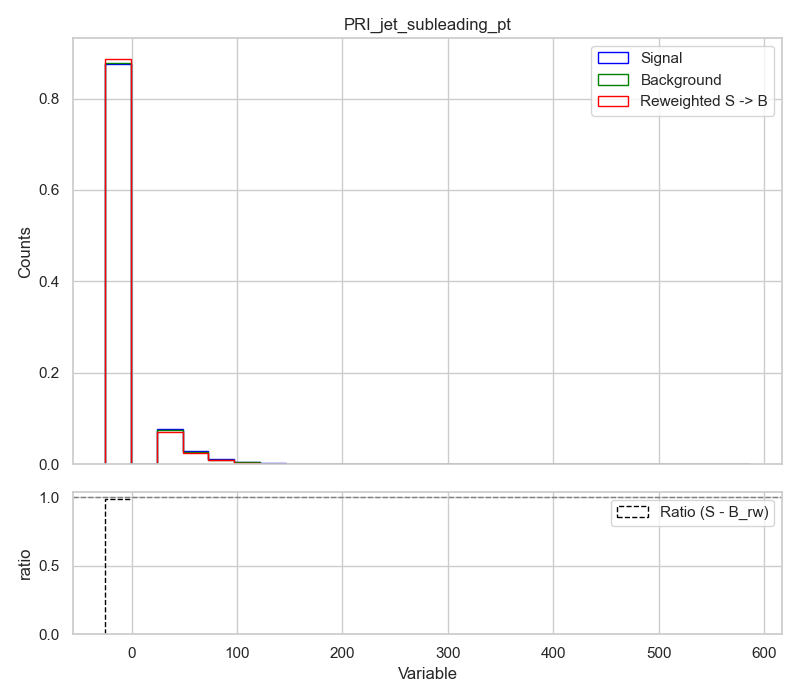 PRI_jet_subleading_pt
Signal
Background
Reweighted S -> B
0.8
0.6
0.4
0.2
0.0
Counts
Ratio (S - B_rw)
1.0
0.5
0.0
ratio
0 100 200 300 400 500 600
Variable